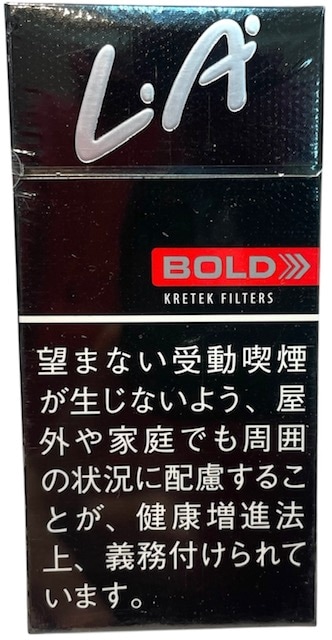 L.A.
BOLD
KRETEK FILTERS
望まない受動喫煙
が生じないよう、屋
外や家庭でも周囲
の状況に配慮するこ
とが、健康増進法
上、義務付けられて
います。